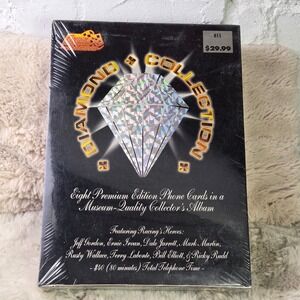 811
$29.99
DIAMOND COLLECTION
Eight Premium Edition Phone Cards in a
Museum-Quality Collector's Album
Featuring Racing's Heroes:
Jeff Gordon, Ernie Irvan, Dale Jarrett, Mark Martin,
Rusty Wallace, Terry Labonte, Bill Elliott, & Ricky Rudd
-$40 (80 minutes) Total Telephone Time-